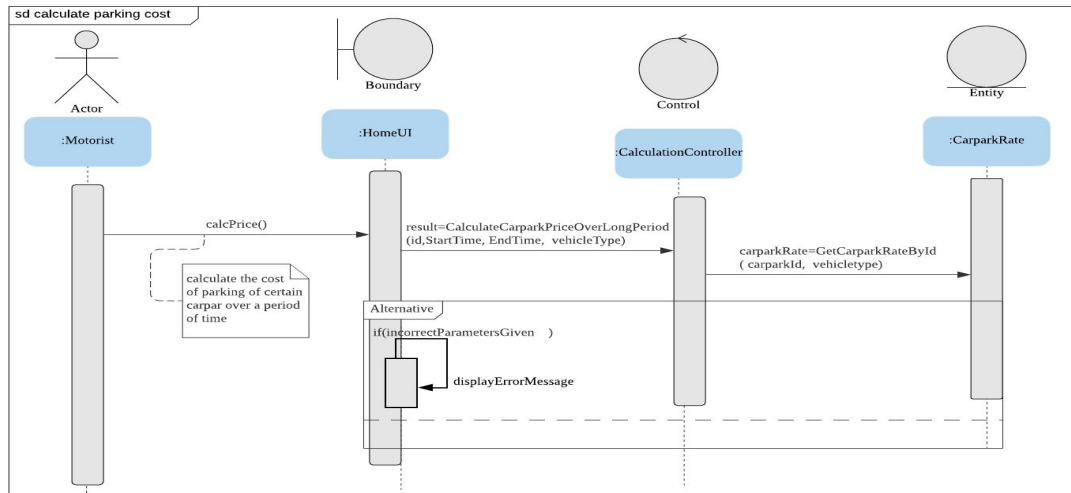 sd calculate parking cost
Actor
Boundary
Control
Entity
:Motorist
:HomeUI
:CalculationController
:CarparkRate
calcPrice()
result=CalculateCarparkPriceOverLongPeriod
(id,StartTime, EndTime, vehicleType)
carparkRate=GetCarparkRateById
( carparkId, vehicletype)
calculate the cost
of parking of certain
carpar over a period
of time
Alternative
if(incorrectParametersGiven )
displayErrorMessage